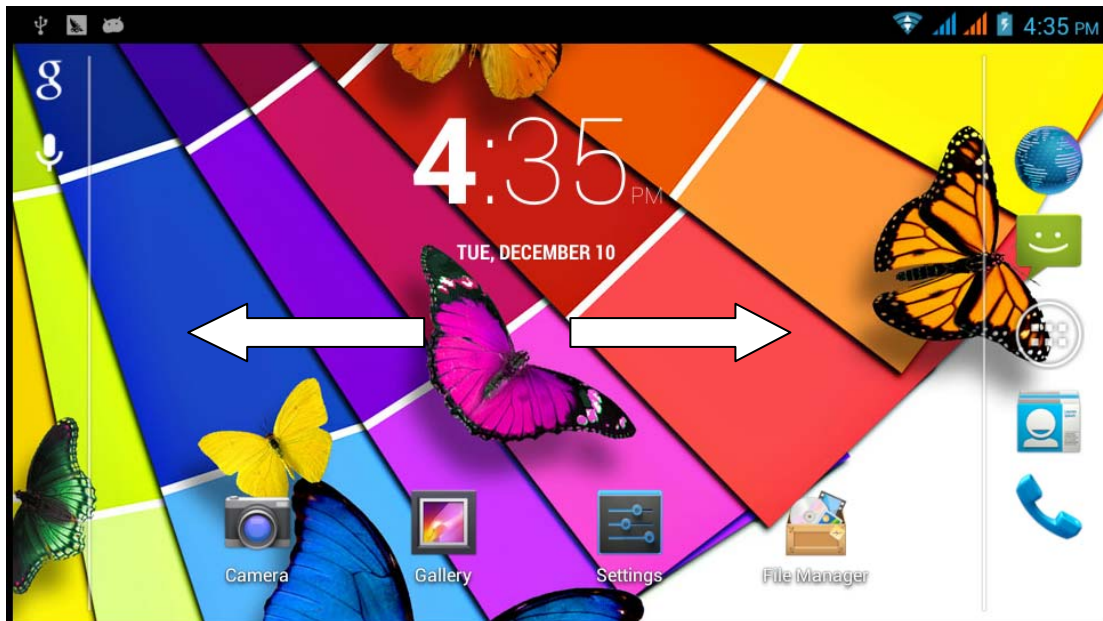 4:35 PM
g
4:35 PM
TUE, DECEMBER 10
Camera
Gallery
Settings
File Manager